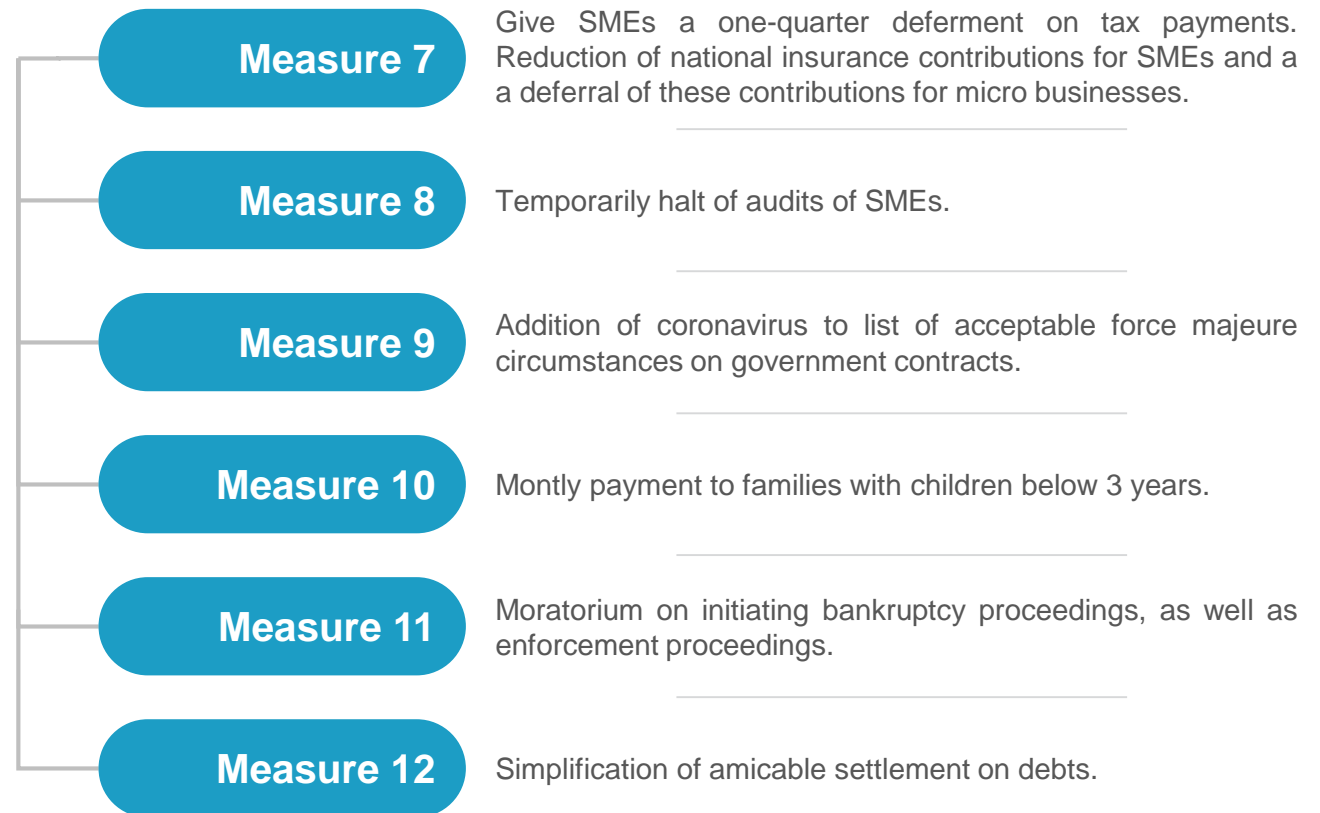 Measure 7
Give SMEs a one-quarter deferment on tax payments.
Reduction of national insurance contributions for SMEs and a
a deferral of these contributions for micro businesses.
Measure 8
Temporarily halt of audits of SMEs.
Measure 9
Addition of coronavirus to list of acceptable force majeure
circumstances on government contracts.
Measure 10
Montly payment to families with children below 3 years.
Measure 11
Moratorium on initiating bankruptcy proceedings, as well as
enforcement proceedings.
Measure 12
Simplification of amicable settlement on debts.